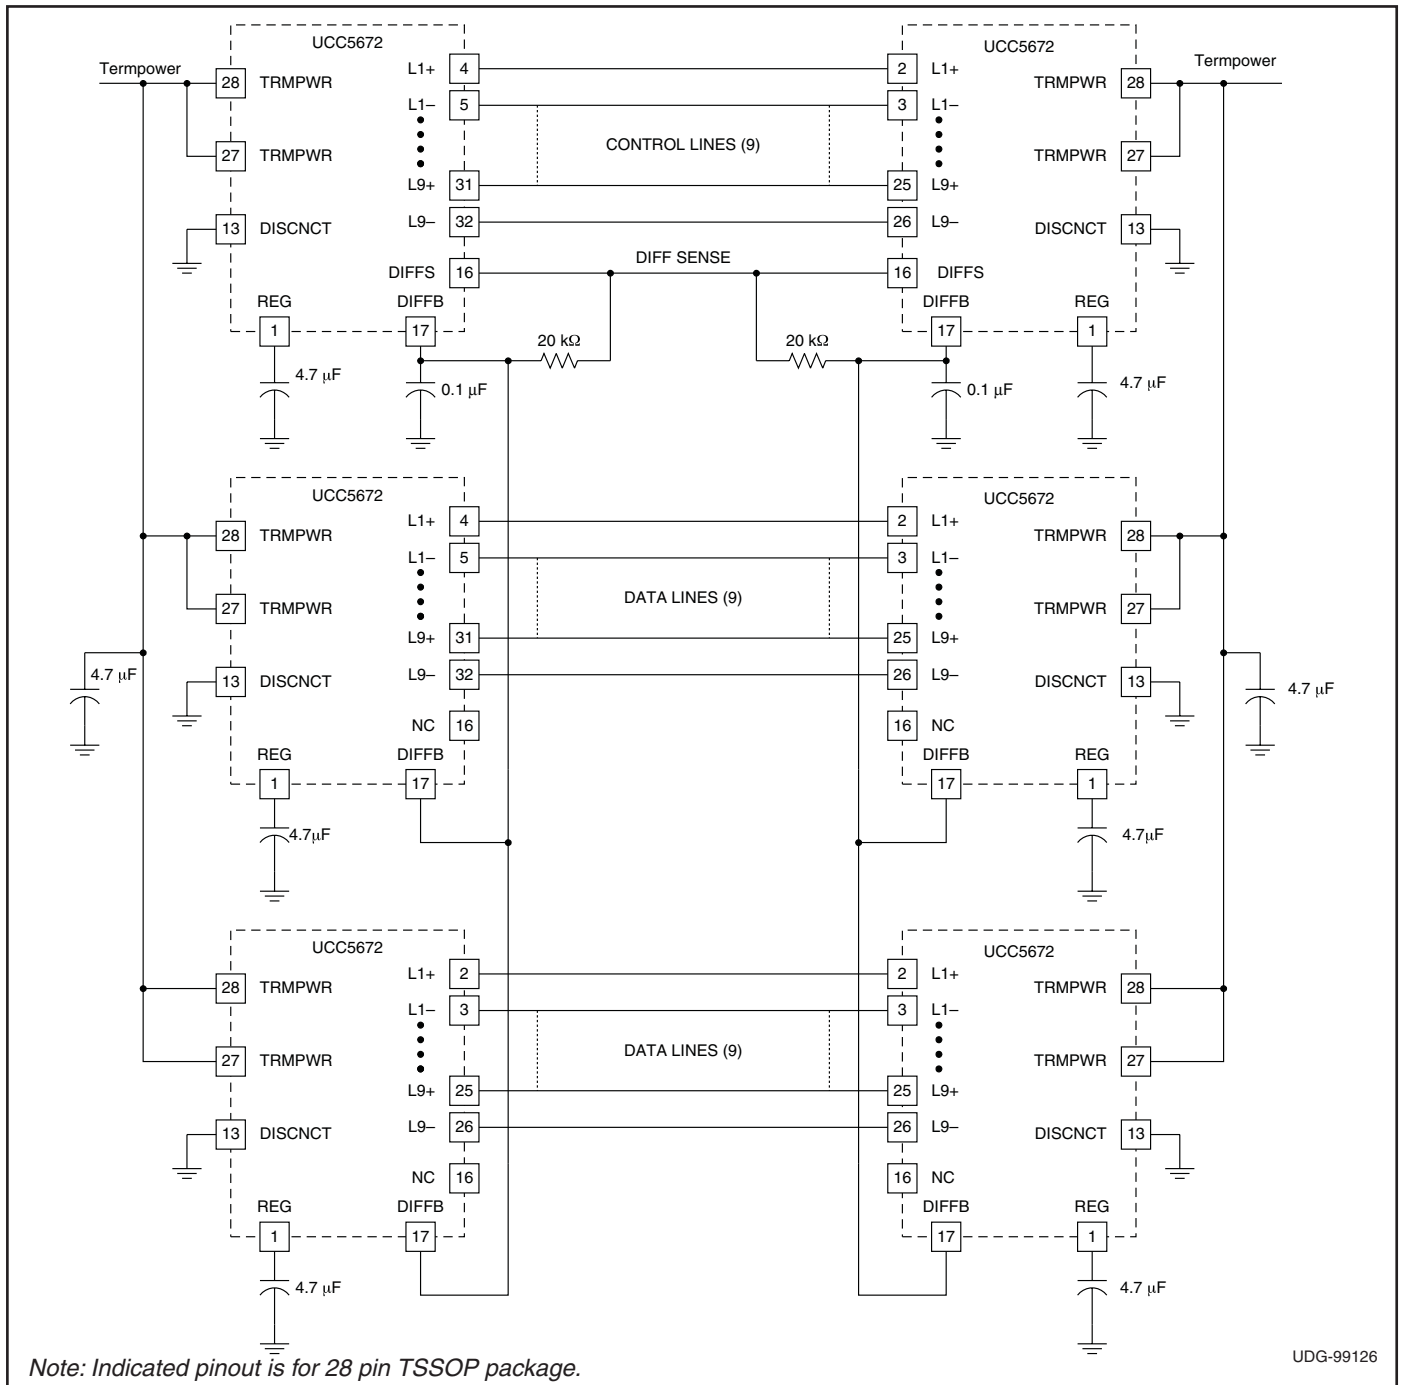 UCC5672
UCC5672
Termpower
Termpower
28 TRMPWR
L1+ 4
2 L1+
TRMPWR 28
L1– 5
3 L1–
CONTROL LINES (9)
27 TRMPWR
TRMPWR 27
L9+ 31
25 L9+
L9– 32
26 L9–
13 DISCNCT
DISCNCT 13
DIFF SENSE
DIFFS 16
16 DIFFS
REG
DIFFB
DIFFB
REG
1
17
17
1
20 kΩ
20 kΩ
4.7 µF
0.1 µF
0.1 µF
4.7 µF
UCC5672
UCC5672
28 TRMPWR
L1+ 4
2 L1+
TRMPWR 28
L1– 5
3 L1–
DATA LINES (9)
27 TRMPWR
TRMPWR 27
L9+ 31
25 L9+
4.7 µF
L9– 32
26 L9–
13 DISCNCT
DISCNCT 13
4.7 µF
NC 16
16 NC
REG
DIFFB
DIFFB
REG
1
17
17
1
4.7µF
4.7µF
UCC5672
UCC5672
28 TRMPWR
L1+ 2
2 L1+
TRMPWR 28
L1– 3
3 L1–
DATA LINES (9)
27 TRMPWR
TRMPWR 27
L9+ 25
25 L9+
L9– 26
26 L9–
13 DISCNCT
DISCNCT 13
NC 16
16 NC
REG
DIFFB
DIFFB
REG
1
17
17
1
4.7 µF
4.7 µF
Note: Indicated pinout is for 28 pin TSSOP package.
UDG-99126